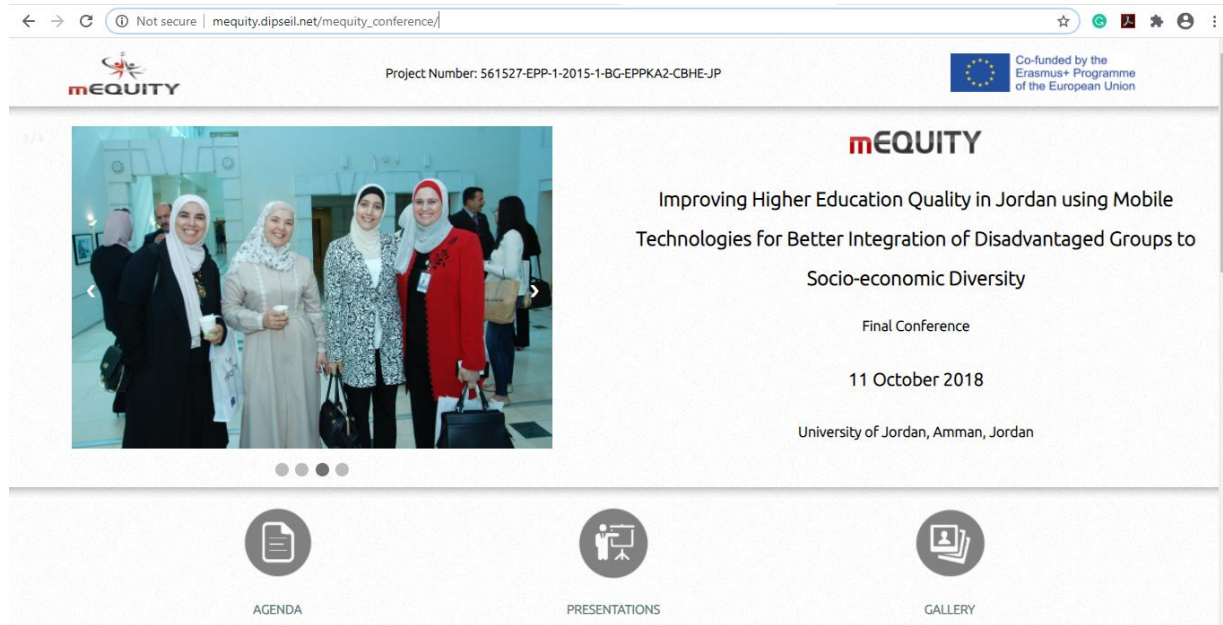 Not secure | mequity.dipseil.net/mequity_conference/
mEQUITY
Project Number: 561527-EPP-1-2015-1-BG-EPPKA2-CBHE-JP
Co-funded by the
Erasmus+ Programme
of the European Union
mEQUITY
Improving Higher Education Quality in Jordan using Mobile
Technologies for Better Integration of Disadvantaged Groups to
Socio-economic Diversity
Final Conference
11 October 2018
University of Jordan, Amman, Jordan
AGENDA
PRESENTATIONS
GALLERY